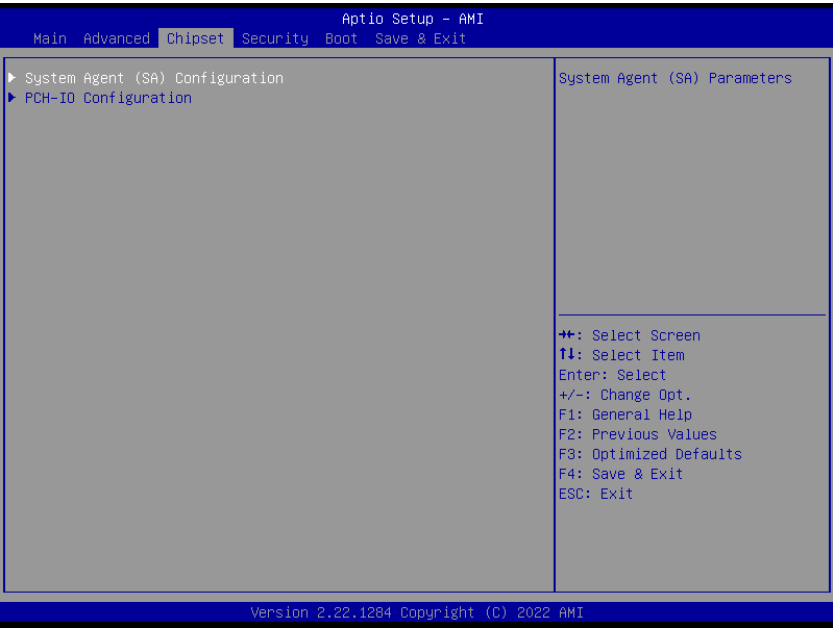 Aptio Setup – AMI
Main Advanced Chipset Security Boot Save & Exit
▶ System Agent (SA) Configuration
▶ PCH-IO Configuration
System Agent (SA) Parameters
→←: Select Screen
↑↓: Select Item
Enter: Select
+/-: Change Opt.
F1: General Help
F2: Previous Values
F3: Optimized Defaults
F4: Save & Exit
ESC: Exit
Version 2.22.1284 Copyright (C) 2022 AMI